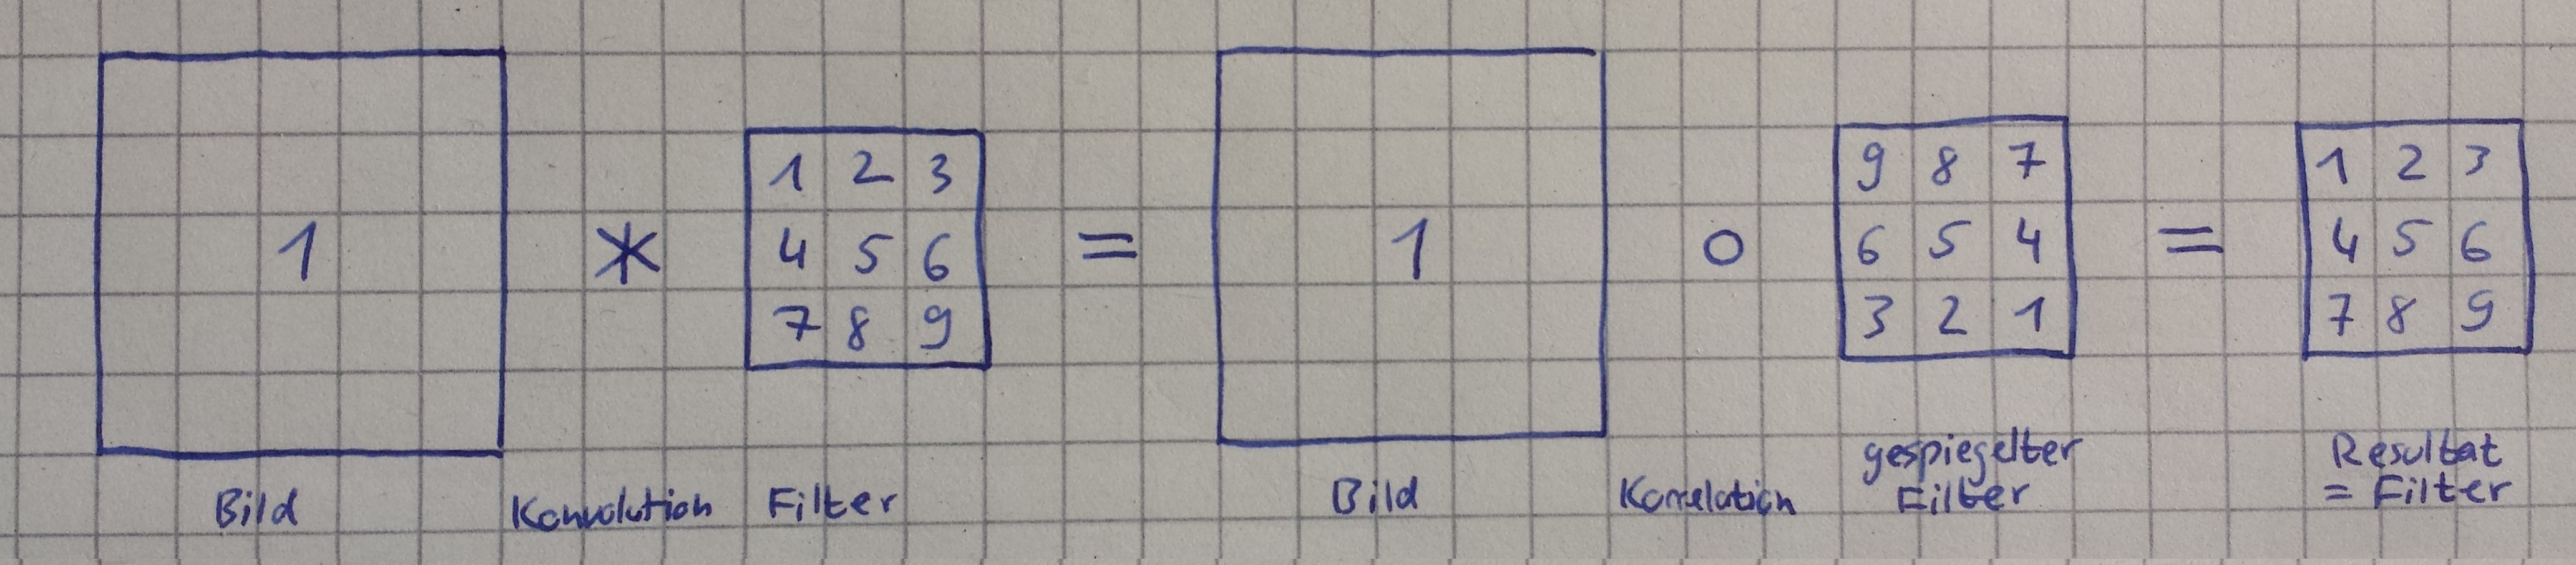 1 * 1 2 3 = 1 o 9 8 7 = 1 2 3
4 5 6 6 5 4 4 5 6
7 8 9 3 2 1 7 8 9
Bild Konvolution Filter Bild Korrelation gespiegelter Filter Resultat = Filter